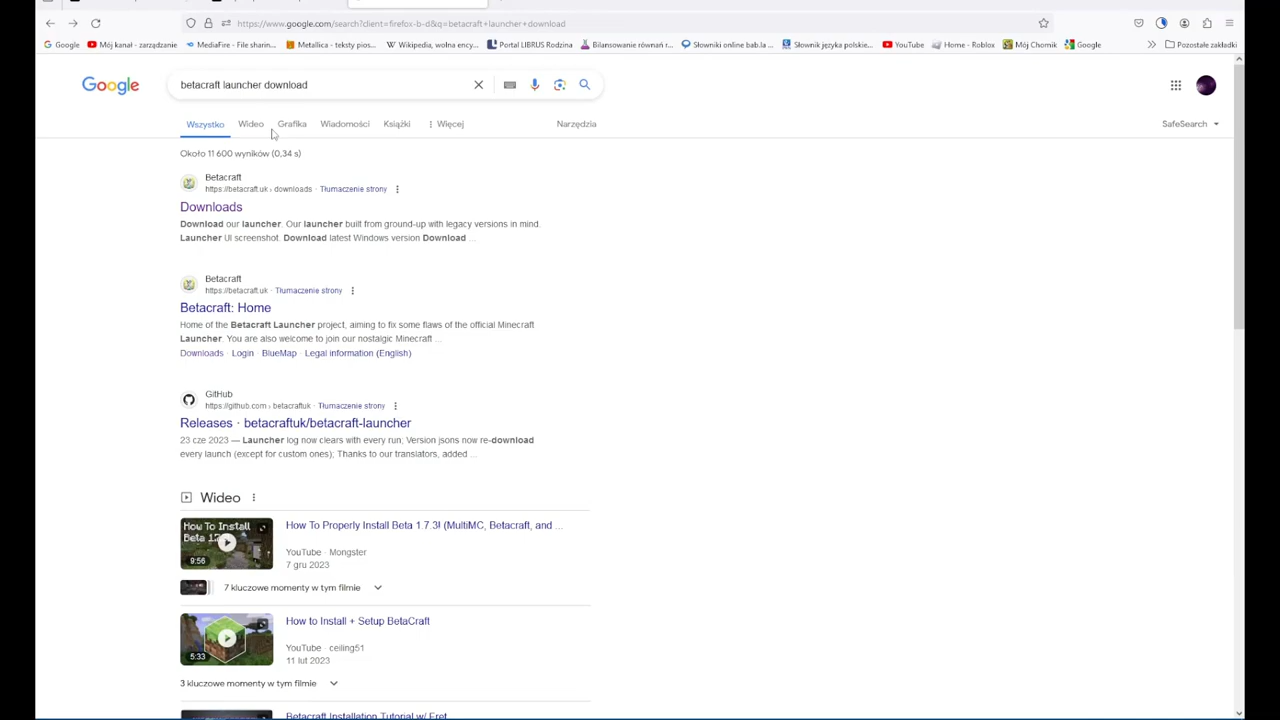 https://www.google.com/search?client=firefox-b-d&q=betacraft+launcher+download
Google
Mój kanał - zarządzanie
MediaFire - File sharin...
Metallica - teksty pios...
Wikipedia, wolna ency...
Portal LIBRUS Rodzina
Bilansowanie równań r...
Słowniki online bab.la ...
Słownik języka polskie...
YouTube
Home - Roblox
Mój Chomik
Google
Pozostałe zakładki
Google
betacraft launcher download
Wszystko
Wideo
Grafika
Wiadomości
Książki
Więcej
Narzędzia
SafeSearch
Około 11 600 wyników (0,34 s)
Betacraft
https://betacraft.uk › downloads · Tłumaczenie strony
Downloads
Download our launcher. Our launcher built from ground-up with legacy versions in mind.
Launcher UI screenshot. Download latest Windows version Download ...
Betacraft
https://betacraft.uk · Tłumaczenie strony
Betacraft: Home
Home of the Betacraft Launcher project, aiming to fix some flaws of the official Minecraft
Launcher. You are also welcome to join our nostalgic Minecraft ...
Downloads · Login · BlueMap · Legal information (English)
GitHub
https://github.com › betacraftuk · Tłumaczenie strony
Releases · betacraftuk/betacraft-launcher
23 cze 2023 — Launcher log now clears with every run; Version jsons now re-download
every launch (except for custom ones); Thanks to our translators, added ...
Wideo
How To Install
9:56
How To Properly Install Beta 1.7.3! (MultiMC, Betacraft, and ...
YouTube · Mongster
7 gru 2023
7 kluczowe momenty w tym filmie
5:33
How to Install + Setup BetaCraft
YouTube · ceiling51
11 lut 2023
3 kluczowe momenty w tym filmie
Betacraft Installation Tutorial w/ Fret